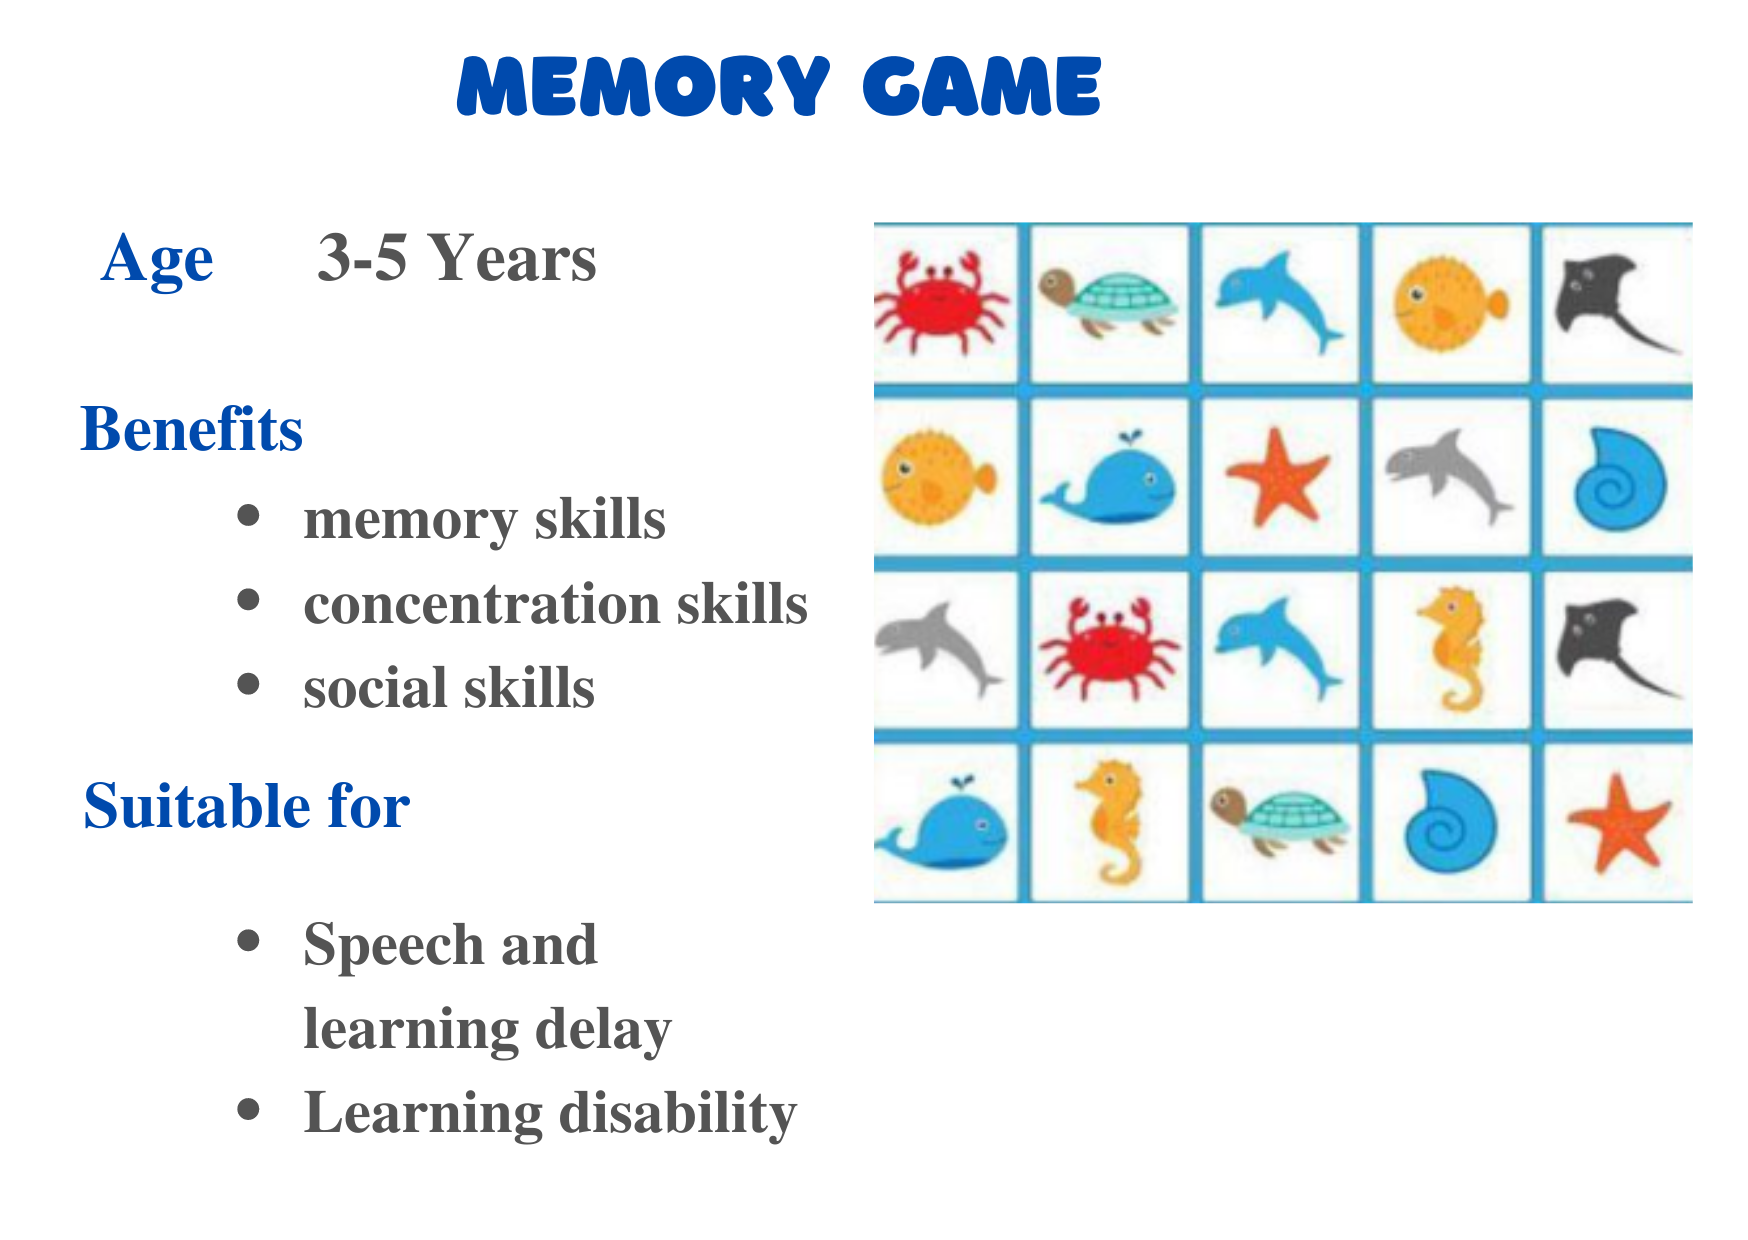 MEMORY GAME
Age 3-5 Years
Benefits
• memory skills
• concentration skills
• social skills
Suitable for
• Speech and
learning delay
• Learning disability